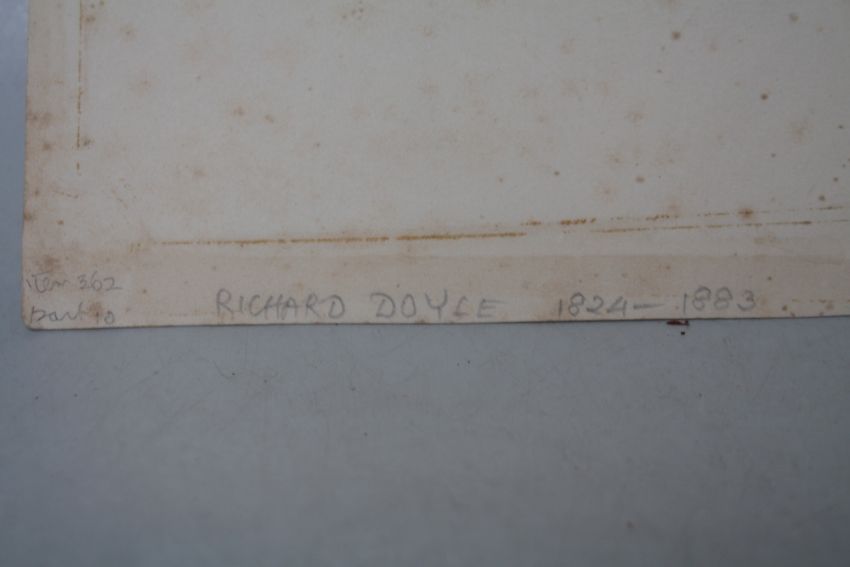 item 362
part 10
RICHARD DOYLE 1824 – 1883